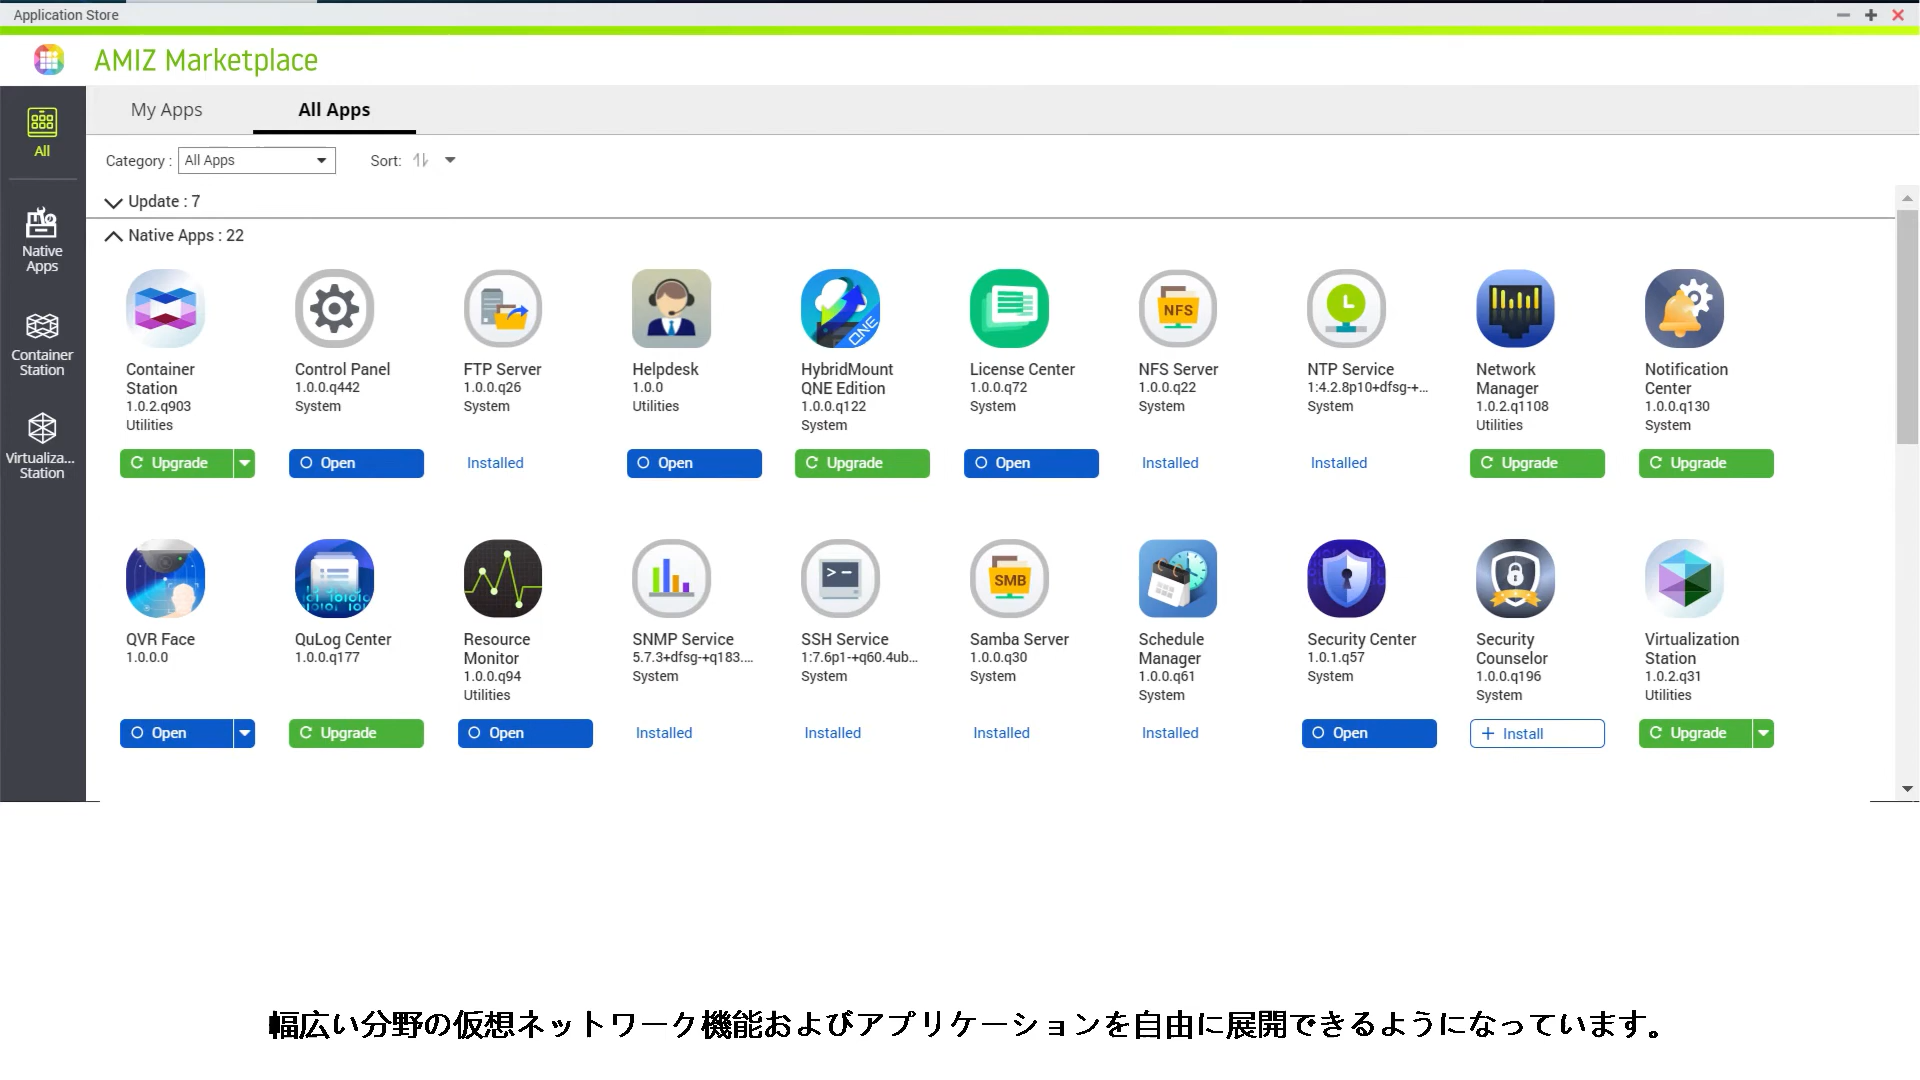 Application Store
AMIZ Marketplace
All
Native
Apps
Container
Station
Virtualiza...
Station
My Apps
All Apps
Category :
All Apps
Sort:
Update : 7
Native Apps : 22
Container
Station
1.0.2.q903
Utilities
Upgrade
Control Panel
1.0.0.q442
System
Open
FTP Server
1.0.0.q26
System
Installed
Helpdesk
1.0.0
Utilities
Open
QNE
HybridMount
QNE Edition
1.0.0.q122
System
Upgrade
License Center
1.0.0.q72
System
Open
NFS
NFS Server
1.0.0.q22
System
Installed
NTP Service
1:4.2.8p10+dfsg-+...
System
Installed
Network
Manager
1.0.2.q1108
Utilities
Upgrade
Notification
Center
1.0.0.q130
System
Upgrade
QVR Face
1.0.0.0
Open
QuLog Center
1.0.0.q177
Upgrade
Resource
Monitor
1.0.0.q94
Utilities
Open
SNMP Service
5.7.3+dfsg-+q183....
System
Installed
SSH Service
1:7.6p1-+q60.4ub...
System
Installed
SMB
Samba Server
1.0.0.q30
System
Installed
Schedule
Manager
1.0.0.q61
System
Installed
Security Center
1.0.1.q57
System
Open
Security
Counselor
1.0.0.q196
System
Install
Virtualization
Station
1.0.2.q31
Utilities
Upgrade
幅広い分野の仮想ネットワーク機能およびアプリケーションを自由に展開できるようになっています。